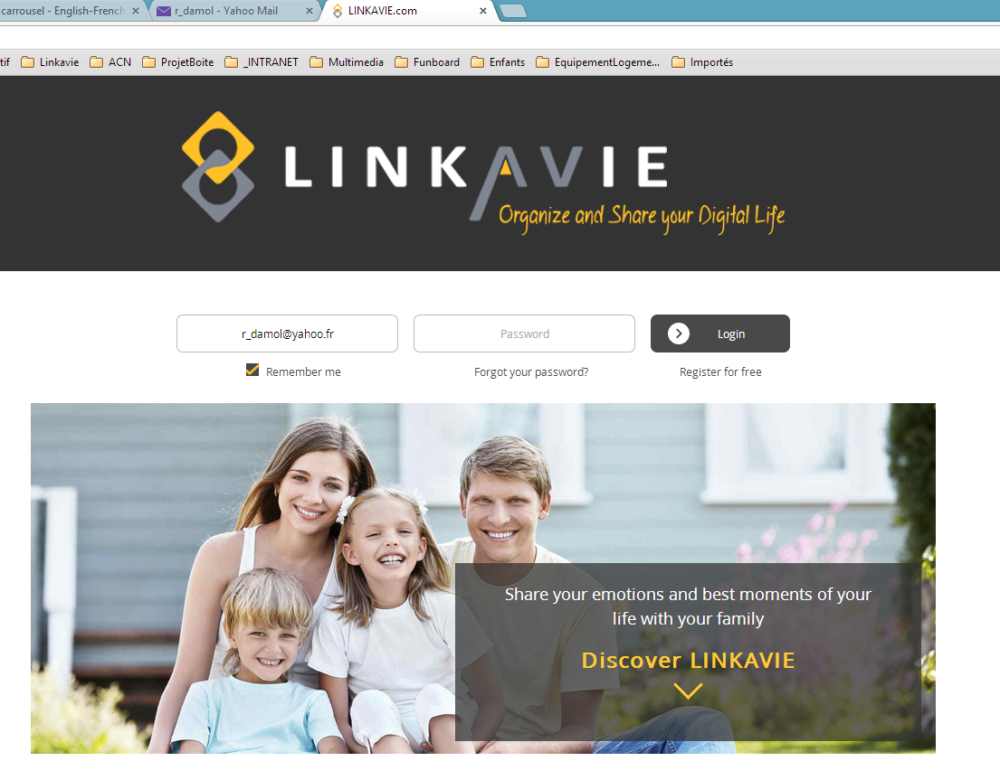 carrousel - English-French
r_damol - Yahoo Mail
LINKAVIE.com
tif Linkavie ACN ProjetBoite _INTRANET Multimedia Funboard Enfants EquipementLogeme... Importés
LINKAVIE
Organize and Share your Digital Life
r_damol@yahoo.fr Password Login
Remember me Forgot your password? Register for free
Share your emotions and best moments of your
life with your family
Discover LINKAVIE